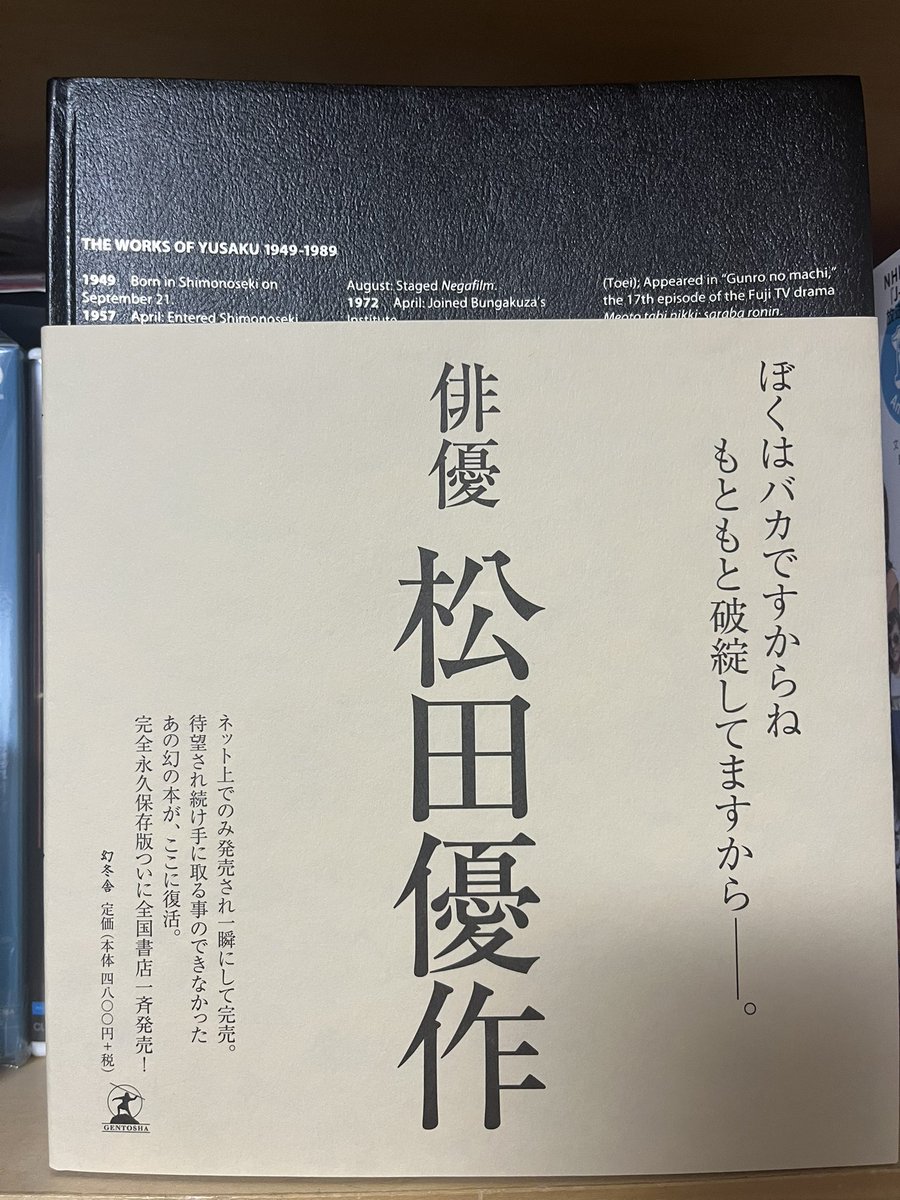 THE WORKS OF YUSAKU 1949-1989
1949 Born in Shimonoseki on
September 21.
1957 April: Entered Shimonoseki
August: Staged Negafilm.
1972 April: Joined Bungakuza's
Institute
(Toei); Appeared in "Gunro no machi,"
the 17th episode of the Fuji TV drama
Meoto tabi nikki: saraba ronin.
ぼくはバカですからね
もともと破綻してますから──。
俳優 松田優作
ネット上でのみ発売され一瞬にして完売。
待望され続け手に取る事のできなかった
あの幻の本が、ここに復活。
完全永久保存版ついに全国書店一斉発売！
幻冬舎 定価（本体 四八〇〇円＋税）
GENTOSHA
NH